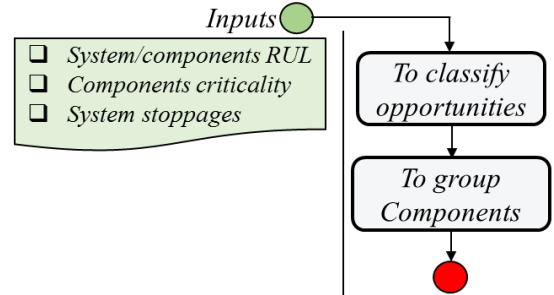 Inputs
❑ System/components RUL
❑ Components criticality
❑ System stoppages
To classify
opportunities
To group
Components